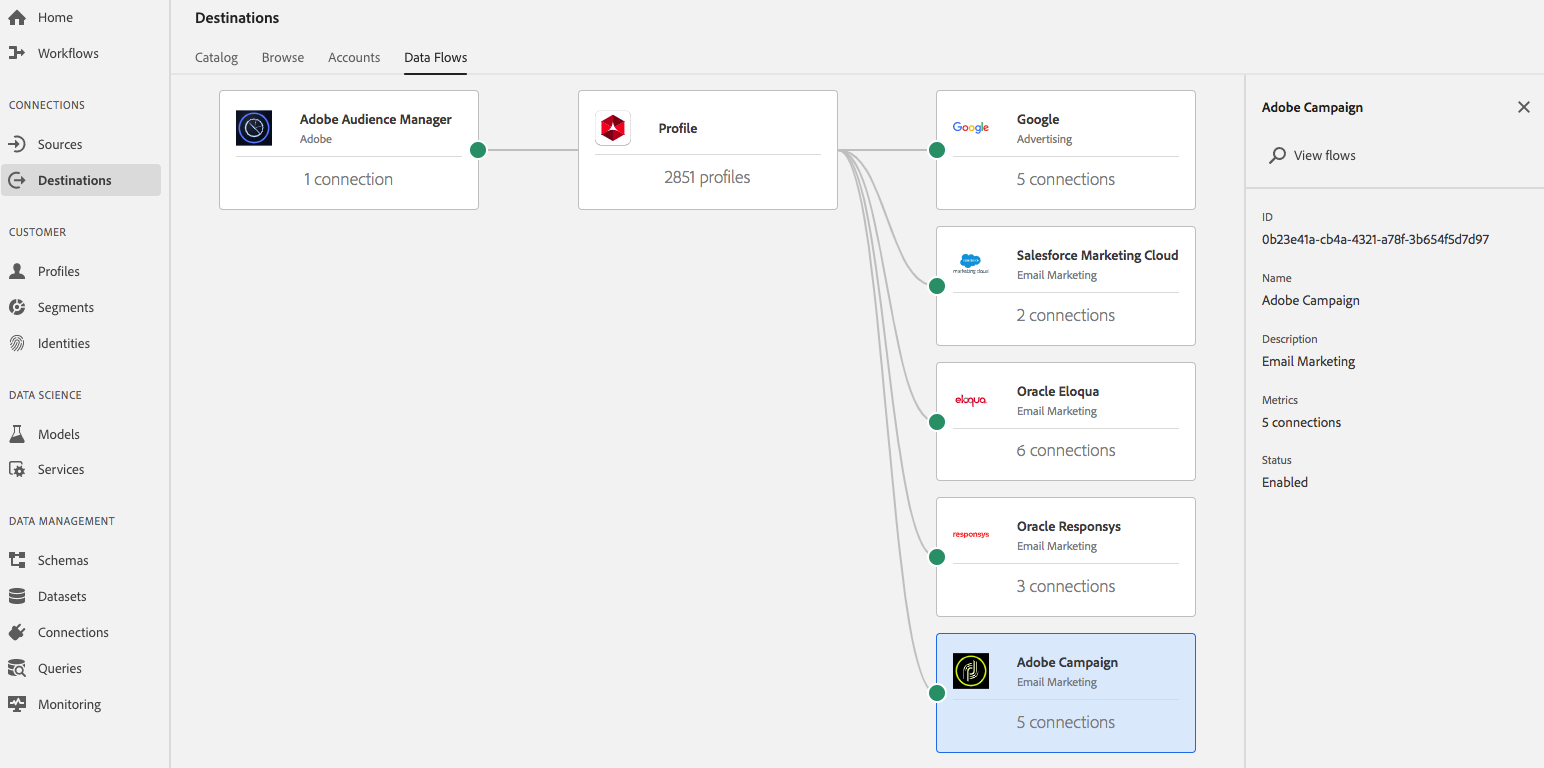 Home
Workflows
CONNECTIONS
Sources
Destinations
CUSTOMER
Profiles
Segments
Identities
DATA SCIENCE
Models
Services
DATA MANAGEMENT
Schemas
Datasets
Connections
Queries
Monitoring
Destinations
Catalog Browse Accounts Data Flows
Adobe Audience Manager
Adobe
1 connection
Profile
2851 profiles
Google
Google
Advertising
5 connections
marketing cloud
Salesforce Marketing Cloud
Email Marketing
2 connections
eloqua
Oracle Eloqua
Email Marketing
6 connections
responsys
Oracle Responsys
Email Marketing
3 connections
Adobe Campaign
Email Marketing
5 connections
Adobe Campaign
View flows
ID
0b23e41a-cb4a-4321-a78f-3b654f5d7d97
Name
Adobe Campaign
Description
Email Marketing
Metrics
5 connections
Status
Enabled